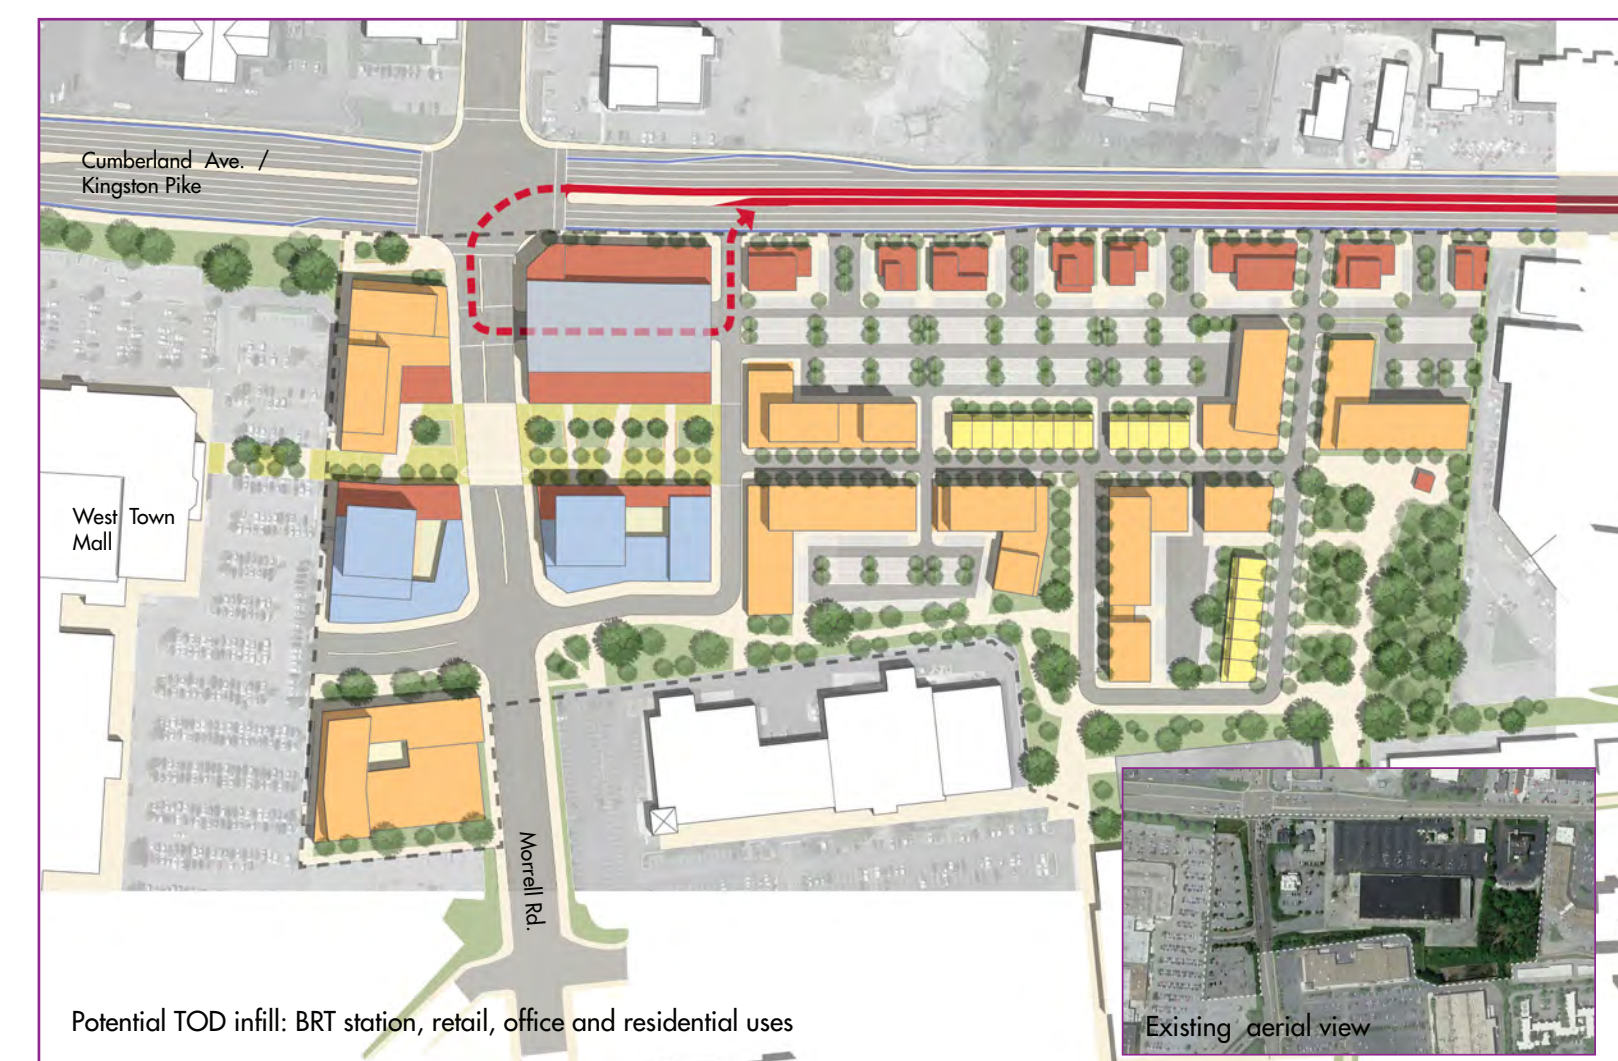 Cumberland Ave. /
Kingston Pike
West Town
Mall
Morrell Rd.
Potential TOD infill: BRT station, retail, office and residential uses
Existing aerial view